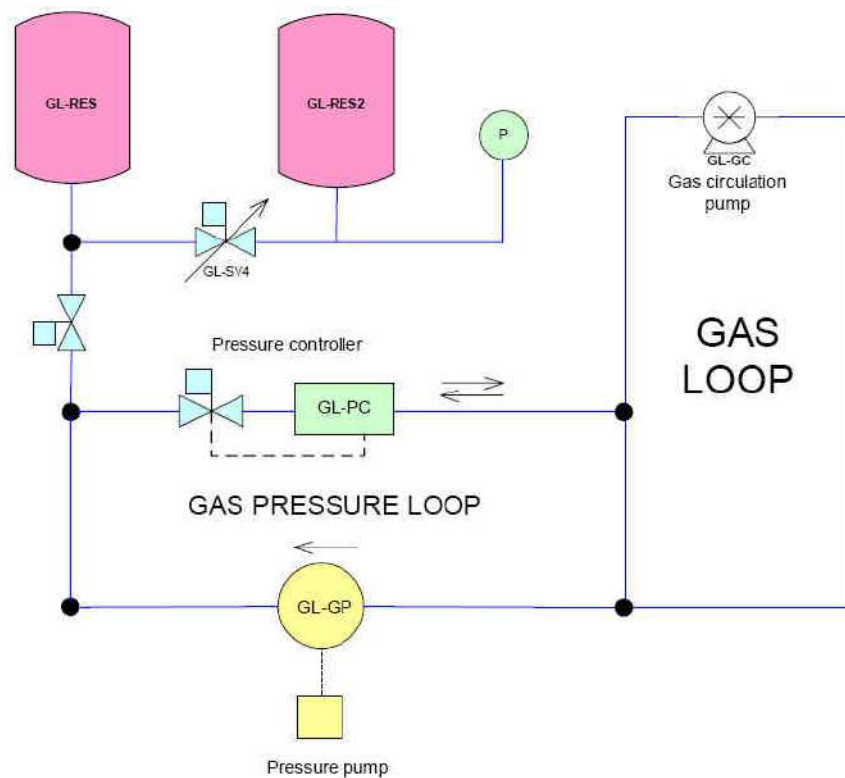 GL-RES
GL-RES2
P
GL-GC
Gas circulation
pump
GL-SV4
Pressure controller
GAS
LOOP
GL-PC
GAS PRESSURE LOOP
GL-GP
Pressure pump